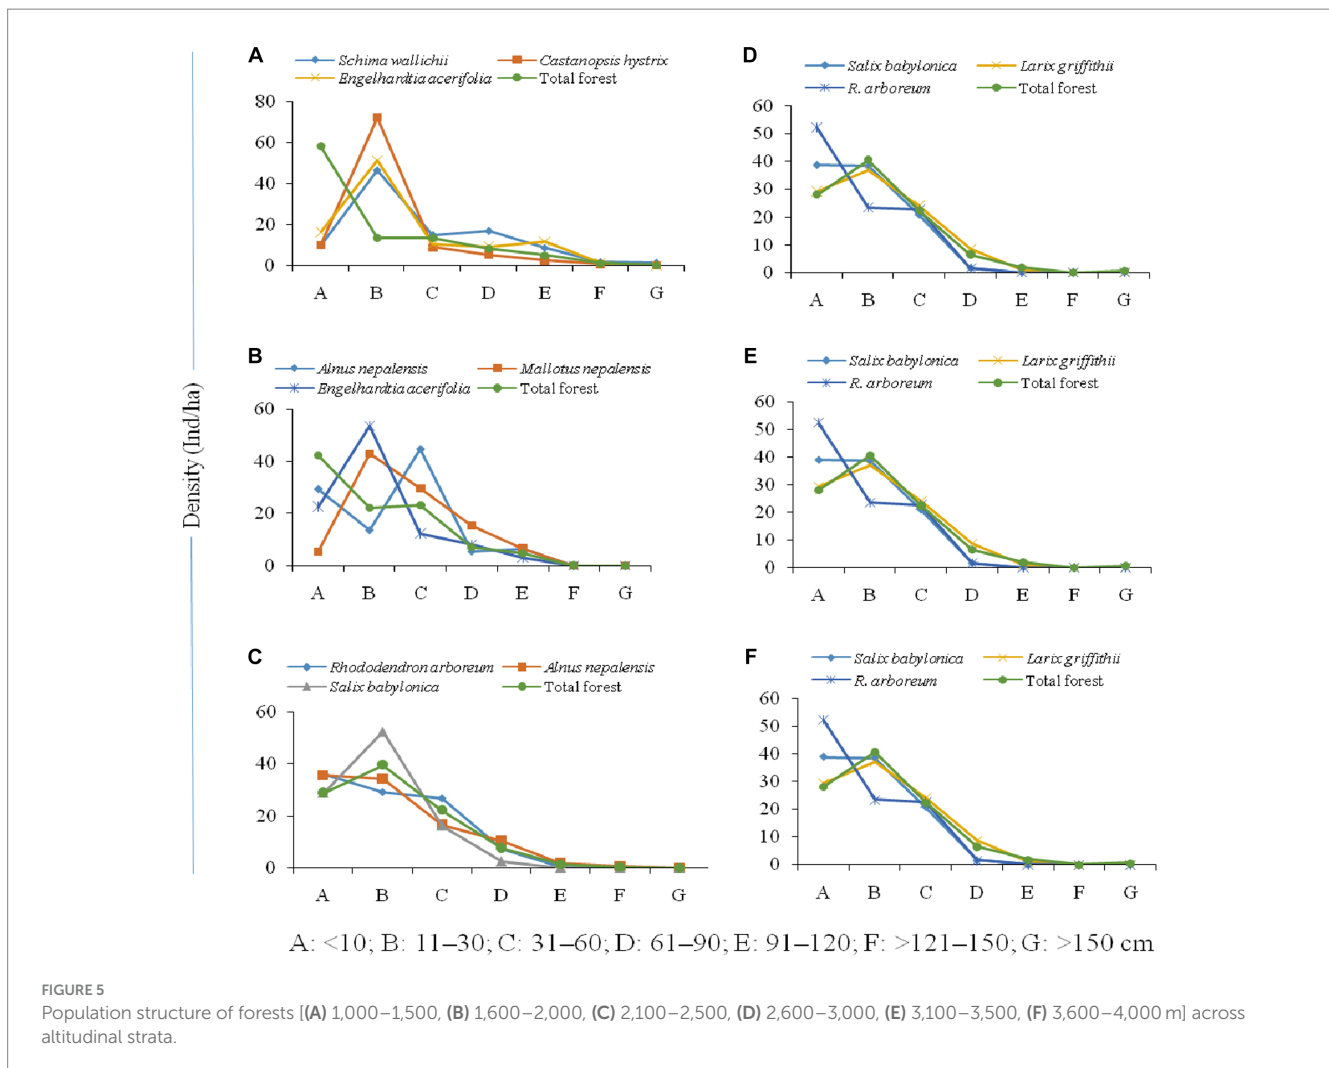 Density (Ind/ha)
A
Schima wallichii
Castanopsis hystrix
Engelhardtia acerifolia
Total forest
80
60
40
20
0
A B C D E F G
B
Alnus nepalensis
Mallotus nepalensis
Engelhardtia acerifolia
Total forest
60
40
20
0
A B C D E F G
C
Rhododendron arboreum
Alnus nepalensis
Salix babylonica
Total forest
60
40
20
0
A B C D E F G
D
Salix babylonica
Larix griffithii
R. arboreum
Total forest
60
50
40
30
20
10
0
A B C D E F G
E
Salix babylonica
Larix griffithii
R. arboreum
Total forest
60
50
40
30
20
10
0
A B C D E F G
F
Salix babylonica
Larix griffithii
R. arboreum
Total forest
60
50
40
30
20
10
0
A B C D E F G
A: <10; B: 11–30; C: 31–60; D: 61–90; E: 91–120; F: >121–150; G: >150 cm
FIGURE 5
Population structure of forests [(A) 1,000–1,500, (B) 1,600–2,000, (C) 2,100–2,500, (D) 2,600–3,000, (E) 3,100–3,500, (F) 3,600–4,000 m] across
altitudinal strata.